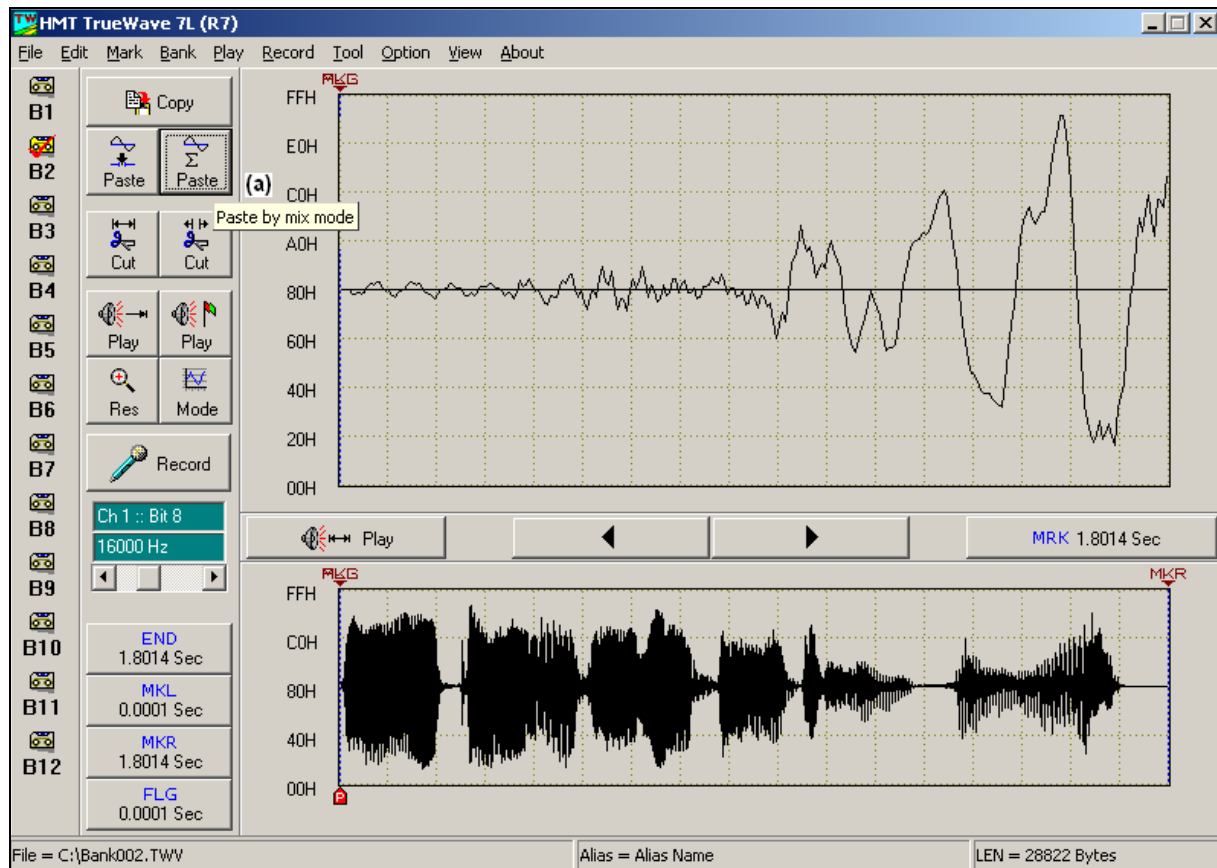 HMT TrueWave 7L (R7)
File Edit Mark Bank Play Record Tool Option View About
B1
B2
B3
B4
B5
B6
B7
B8
B9
B10
B11
B12
Copy
Paste Σ Paste
(a)
Paste by mix mode
Cut Cut
Play Play
Res Mode
Record
Ch 1 :: Bit 8
16000 Hz
END
1.8014 Sec
MKL
0.0001 Sec
MKR
1.8014 Sec
FLG
0.0001 Sec
FFH
E0H
C0H
A0H
80H
60H
40H
20H
00H
Play MRK 1.8014 Sec
MKR
FFH
C0H
80H
40H
00H
P
File = C:\Bank002.TWV Alias = Alias Name LEN = 28822 Bytes